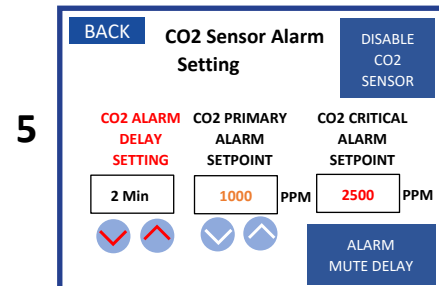 BACK
CO2 Sensor Alarm
Setting
DISABLE
CO2
SENSOR
5
CO2 ALARM
DELAY
SETTING
CO2 PRIMARY
ALARM
SETPOINT
CO2 CRITICAL
ALARM
SETPOINT
2 Min
1000
PPM
2500
PPM
ALARM
MUTE DELAY